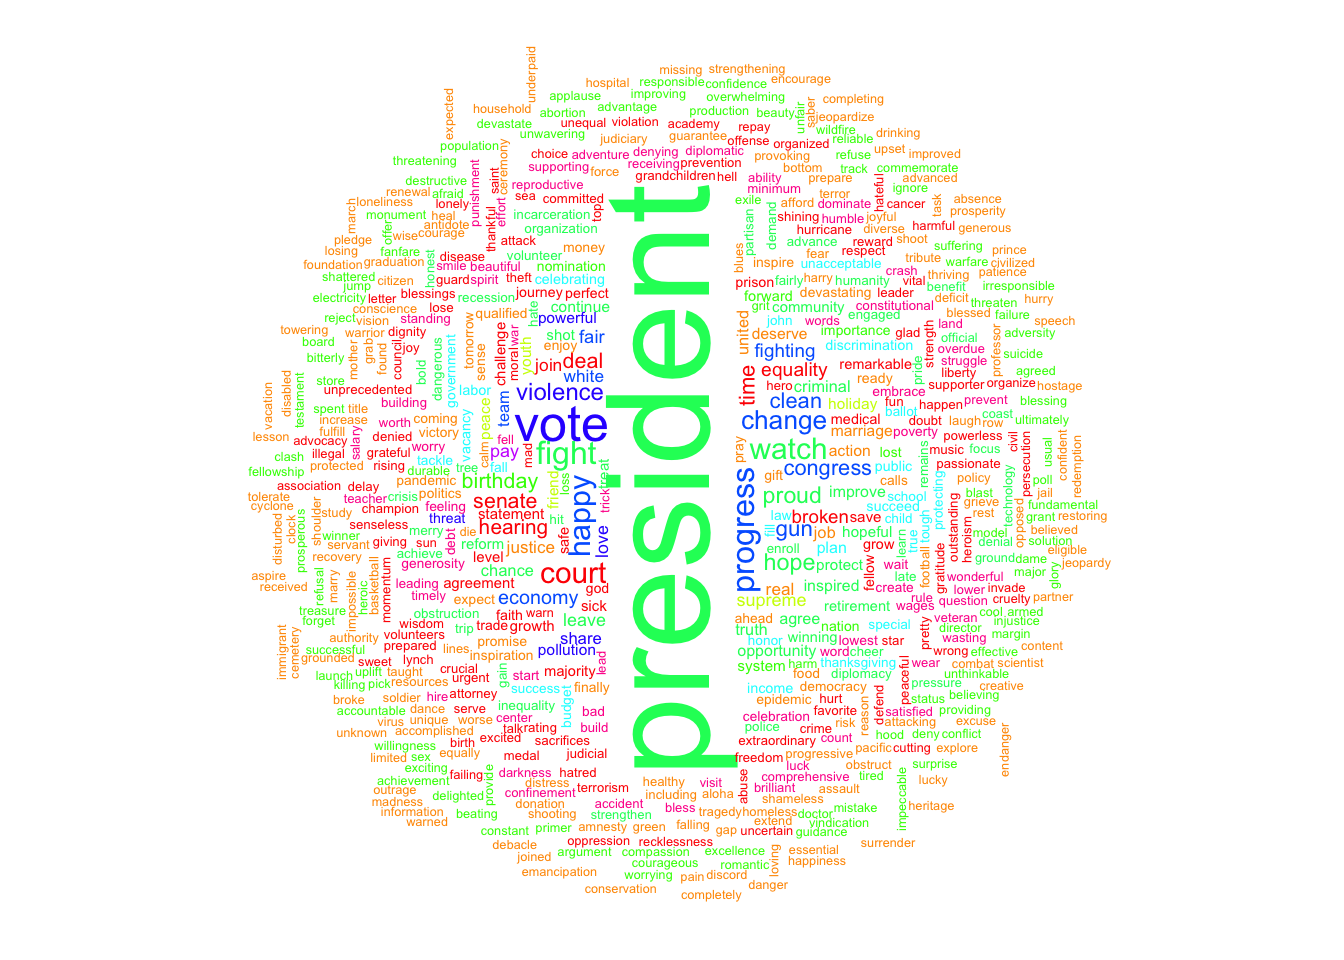 president
vote
fight
happy
court
progress
watch
change
congress
proud
gun
hope
clean
time
equality
fighting
deal
violence
white
fair
powerful
join
team
pay
birthday
senate
statement
hearing
justice
love
safe
economy
god
sick
leave
share
pollution
majority
growth
trade
supreme
real
protect
inspired
improve
broken
save
job
hopeful
plan
grow
retirement
agree
truth
nation
opportunity
winning
system
income
democracy
epidemic
missing
strengthening
encourage
hospital
responsible
confidence
underpaid
applause
improving
overwhelming
completing
household
abortion
advantage
production
beauty
unfair
saber
jeopardize
expected
devastate
unequal
violation
academy
repay
wildfire
drinking
unwavering
judiciary
guarantee
offense
organized
reliable
population
choice
adventure
denying
diplomatic
provoking
refuse
upset
improved
threatening
supporting
force
receiving
prevention
bottom
track
commemorate
destructive
saint
ceremony
reproductive
grandchildren
hell
ability
prepare
advanced
renewal
afraid
punishment
effort
sea
committed
top
minimum
terror
hateful
ignore
task
absence
march
loneliness
lonely
thankful
incarceration
exile
afford
dominate
cancer
prosperity
monument
heal
organization
partisan
demand
shining
humble
joyful
generous
pledge
offer
antidote
courage
attack
money
hurricane
diverse
shoot
harmful
losing
fanfare
wise
honest
disease
volunteer
blues
advance
reward
suffering
foundation
graduation
smile
beautiful
nomination
inspire
fear
respect
tribute
warfare
prince
shattered
jump
citizen
guard
spirit
theft
celebrating
unacceptable
crash
thriving
civilized
patience
electricity
letter
blessings
recession
journey
perfect
prison
fairly
harry
humanity
vital
benefit
irresponsible
conscience
lose
qualified
hate
continue
forward
devastating
leader
deficit
threaten
hurry
reject
vision
standing
tomorrow
grit
community
constitutional
blessed
failure
towering
warrior
dignity
challenge
war
shot
united
john
words
engaged
land
speech
board
grab
council
joy
sense
moral
youth
enjoy
deserve
importance
glad
strength
official
adversity
bitterly
mother
found
bold
dangerous
government
discrimination
overdue
professor
suicide
store
unprecedented
labor
remarkable
pride
struggle
liberty
agreed
vacation
disabled
testament
building
hero
criminal
ready
supporter
organize
hostage
spent
title
coming
peace
holiday
embrace
fun
happen
prevent
blessing
increase
worth
vacancy
medical
ballot
doubt
laugh
coast
row
ultimately
lesson
fulfill
salary
denied
victory
fell
marriage
poverty
powerless
civil
advocacy
grateful
worry
calm
mad
pray
action
lost
remains
music
focus
usual
confident
clash
illegal
tackle
public
passionate
persecution
poll
redemption
fellowship
protected
rising
durable
tree
fall
friend
loss
treat
gift
calls
policy
jail
association
delay
pandemic
trick
school
protecting
blast
technology
grieve
tolerate
teacher
crisis
politics
succeed
rest
grant
restoring
cyclone
shoulder
champion
feeling
law
child
tough
outstanding
opposed
fundamental
clock
study
threat
hit
fill
true
heroism
model
believed
disturbed
winner
senseless
merry
die
learn
football
gratitude
denial
solution
prosperous
servant
giving
sun
debt
reform
enroll
wait
ground
eligible
recovery
achieve
level
chance
fellow
late
dame
jeopardy
aspire
refusal
marry
impossible
heroic
basketball
generosity
wonderful
major
glory
received
momentum
leading
agreement
create
lower
invade
partner
treasure
timely
expect
wages
rule
question
cruelty
forget
obstruction
faith
warn
ahead
special
veteran
cool
armed
injustice
immigrant
cemetery
authority
wisdom
trip
honor
pretty
director
margin
volunteers
promise
lowest
star
wasting
content
grounded
successful
prepared
lines
word
cheer
wrong
effective
sweet
lynch
inspiration
lead
harm
thanksgiving
peaceful
combat
scientist
launch
uplift
taught
crucial
gain
start
food
diplomacy
wear
unthinkable
killing
pick
resources
urgent
success
budget
finally
hurt
defend
pressure
creative
broke
soldier
hire
attorney
inequality
reason
status
believing
accountable
dance
serve
bad
celebration
favorite
satisfied
providing
virus
unique
worse
center
build
police
crime
risk
attacking
excuse
unknown
accomplished
talk
rating
extraordinary
count
hood
deny
conflict
endanger
willingness
birth
excited
sacrifices
pacific
cutting
explore
limited
sex
equally
medal
judicial
freedom
progressive
obstruct
surprise
exciting
failing
provide
darkness
hatred
luck
comprehensive
tired
lucky
achievement
distress
healthy
visit
abuse
brilliant
assault
impeccable
outrage
delighted
confinement
terrorism
including
aloha
shameless
heritage
madness
donation
accident
bless
tragedy
homeless
doctor
mistake
information
beating
shooting
strengthen
extend
vindication
warned
constant
primer
amnesty
green
falling
gap
uncertain
guidance
debacle
oppression
recklessness
surrender
joined
argument
compassion
excellence
essential
emancipation
courageous
romantic
loving
happiness
worrying
pain
discord
danger
conservation
completely